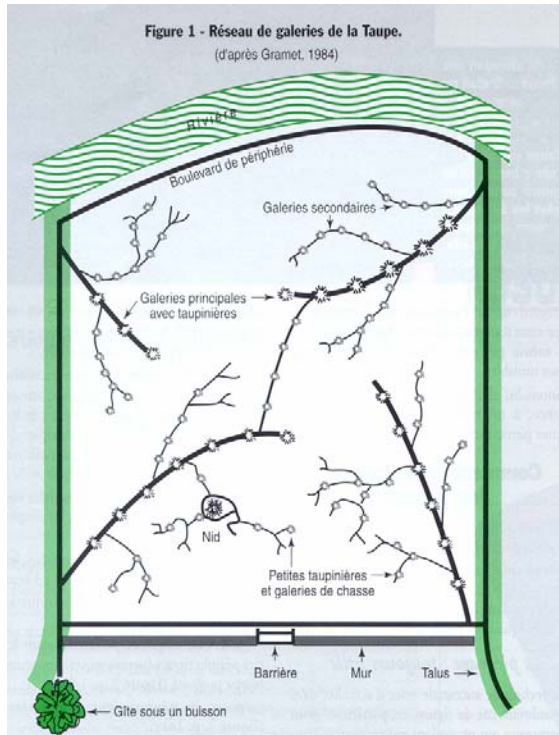 Figure 1 - Réseau de galeries de la Taupe.
(d'après Gramet, 1984)
Rivière
Boulevard de périphérie
Galeries secondaires
Galeries principales
avec taupinières
Nid
Petites taupinières
et galeries de chasse
Barrière
Mur
Talus
Gîte sous un buisson